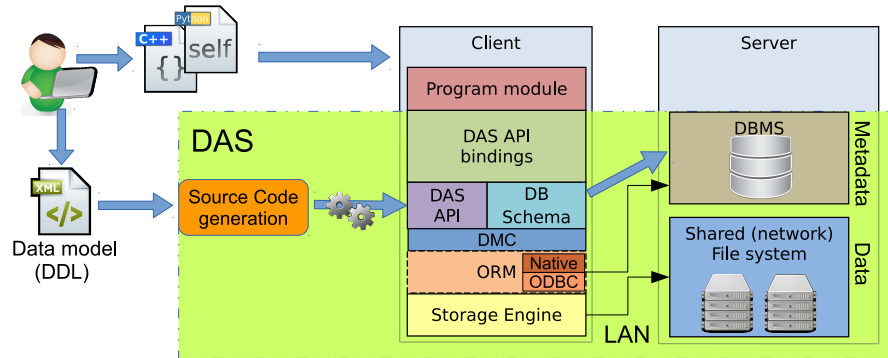 Python
C++
{}
self
Client
Server
Program module
DAS
DAS API
bindings
DBMS
Metadata
XML
</>
Source Code
generation
DAS
API
DB
Schema
Data model
(DDL)
DMC
ORM
Native
ODBC
Shared (network)
File system
Data
Storage Engine
LAN